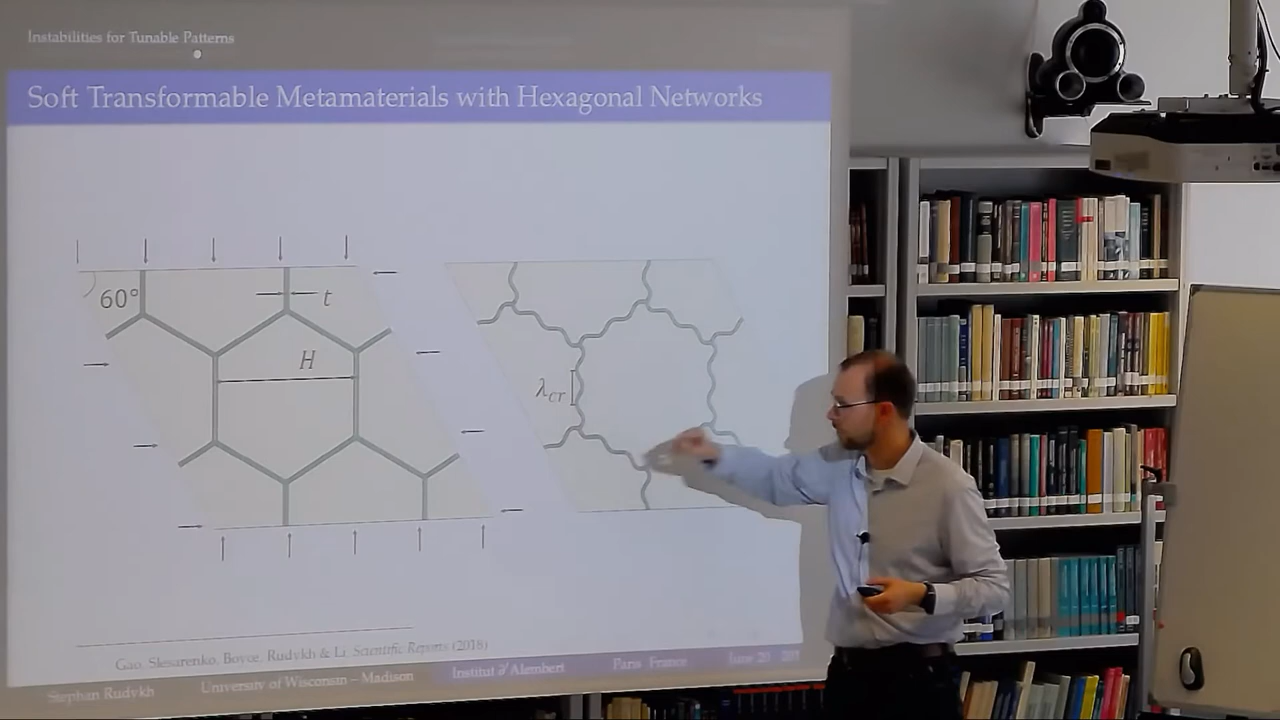 Instabilities for Tunable Patterns
Soft Transformable Metamaterials with Hexagonal Networks
60°
t
H
λcr
Gao, Slesarenko, Boyce, Rudykh & Li, Scientific Reports (2018)
Stephan Rudykh University of Wisconsin – Madison Institut ∂'Alembert Paris France June 20